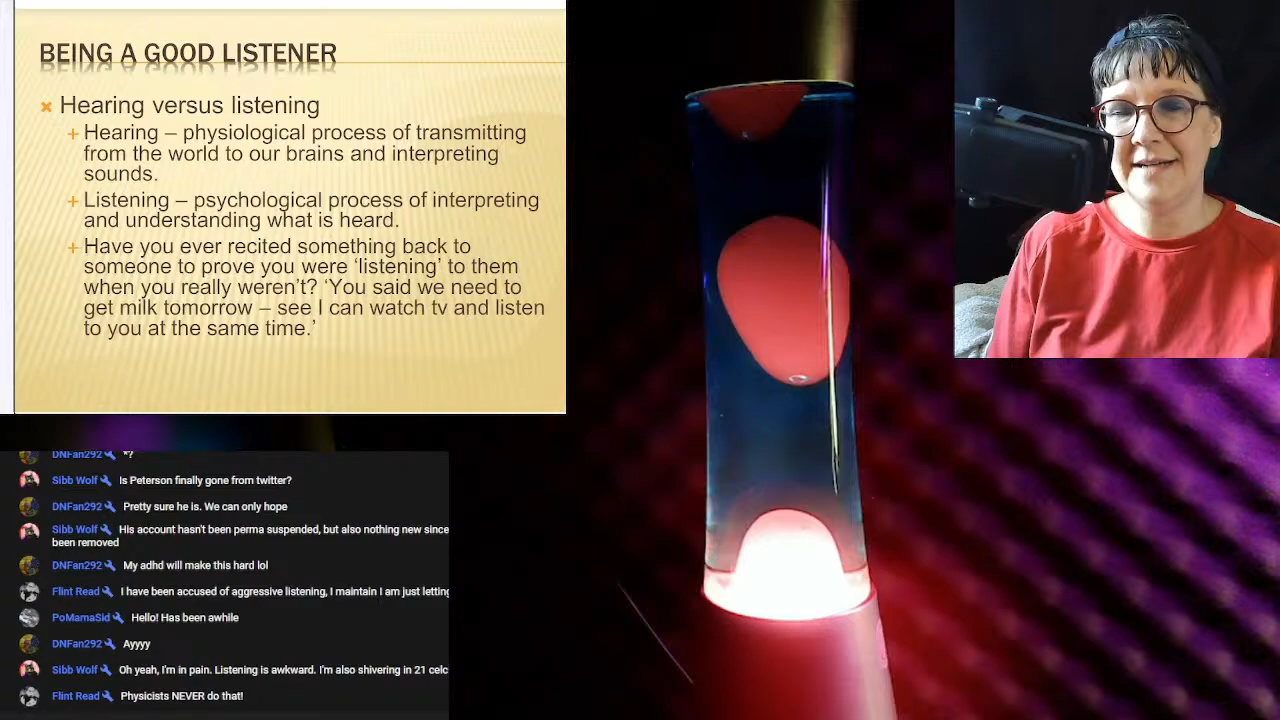 BEING A GOOD LISTENER
Hearing versus listening
Hearing – physiological process of transmitting
from the world to our brains and interpreting
sounds.
Listening – psychological process of interpreting
and understanding what is heard.
Have you ever recited something back to
someone to prove you were ‘listening’ to them
when you really weren’t? ‘You said we need to
get milk tomorrow – see I can watch tv and listen
to you at the same time.’
DNFan292 *?
Sibb Wolf Is Peterson finally gone from twitter?
DNFan292 Pretty sure he is. We can only hope
Sibb Wolf His account hasn't been perma suspended, but also nothing new since
been removed
DNFan292 My adhd will make this hard lol
Flint Read I have been accused of aggressive listening, I maintain I am just letting
PoMamaSid Hello! Has been awhile
DNFan292 Ayyyy
Sibb Wolf Oh yeah, I'm in pain. Listening is awkward. I'm also shivering in 21 celc
Flint Read Physicists NEVER do that!